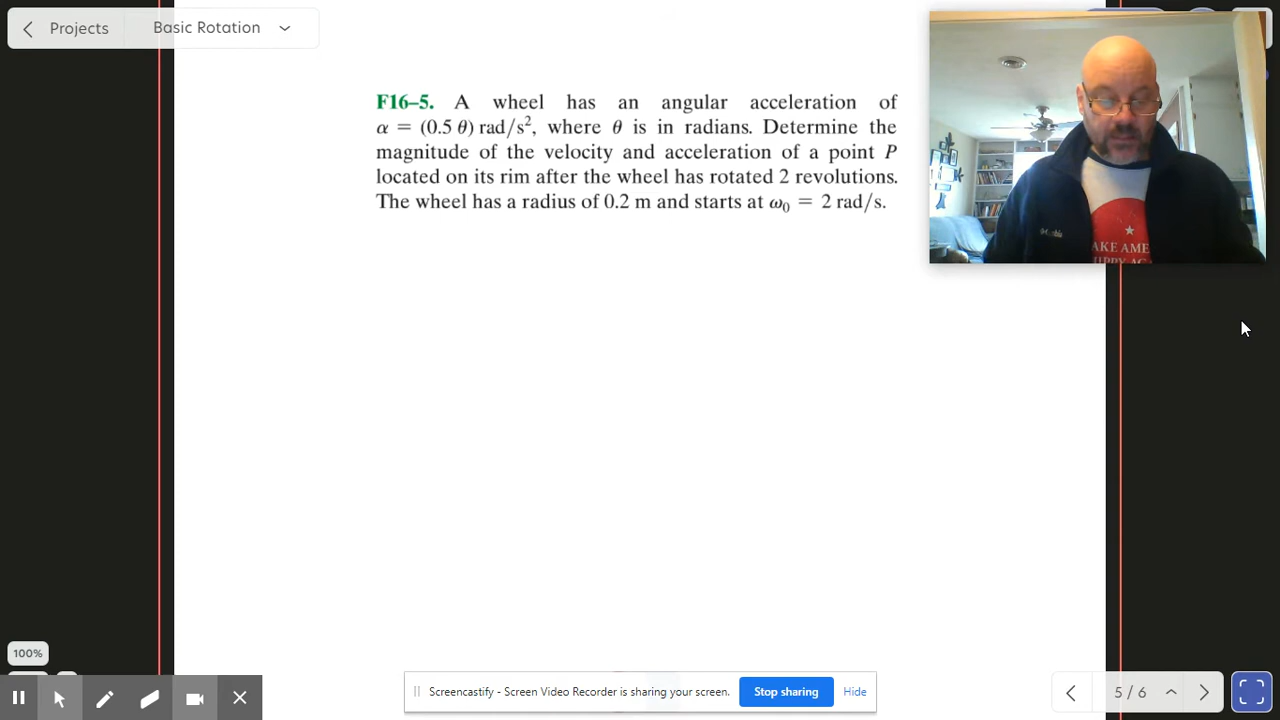 Projects
Basic Rotation
F16–5. A wheel has an angular acceleration of
α = (0.5 θ) rad/s², where θ is in radians. Determine the
magnitude of the velocity and acceleration of a point P
located on its rim after the wheel has rotated 2 revolutions.
The wheel has a radius of 0.2 m and starts at ω₀ = 2 rad/s.
AKE AME
100%
Screencastify - Screen Video Recorder is sharing your screen.
Stop sharing
Hide
5 / 6